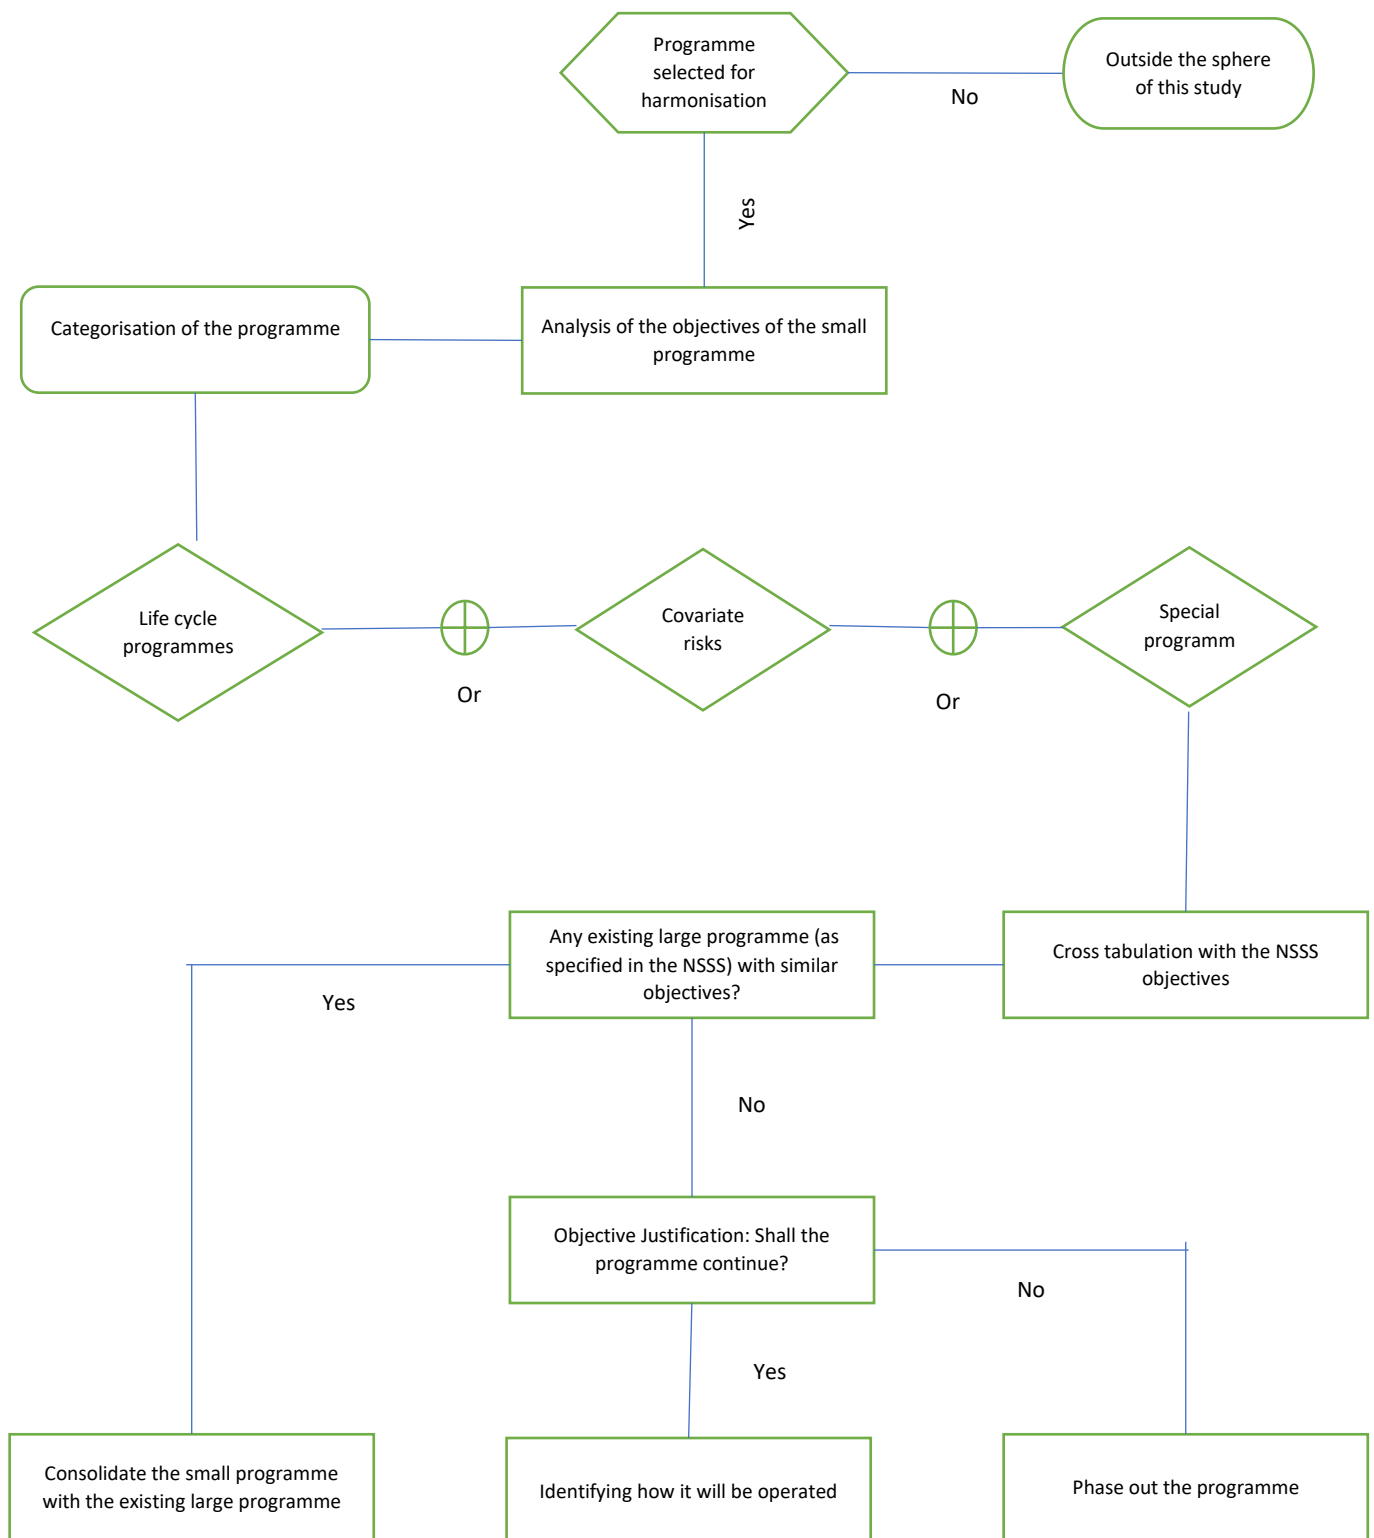 Programme
selected for
harmonisation
No
Outside the sphere
of this study
Yes
Categorisation of the programme
Analysis of the objectives of the small
programme
Life cycle
programmes
Or
Covariate
risks
Or
Special
programm
Any existing large programme (as
specified in the NSSS) with similar
objectives?
Cross tabulation with the NSSS
objectives
Yes
No
Objective Justification: Shall the
programme continue?
No
Yes
Consolidate the small programme
with the existing large programme
Identifying how it will be operated
Phase out the programme